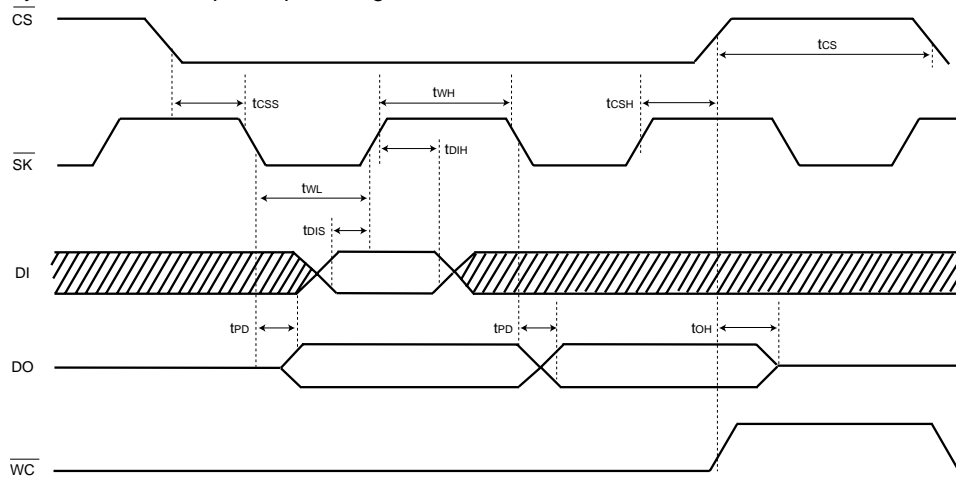 CS
tCS
tCSS
tWH
tCSH
SK
tDIH
tWL
tDIS
DI
tPD
tPD
tOH
DO
WC